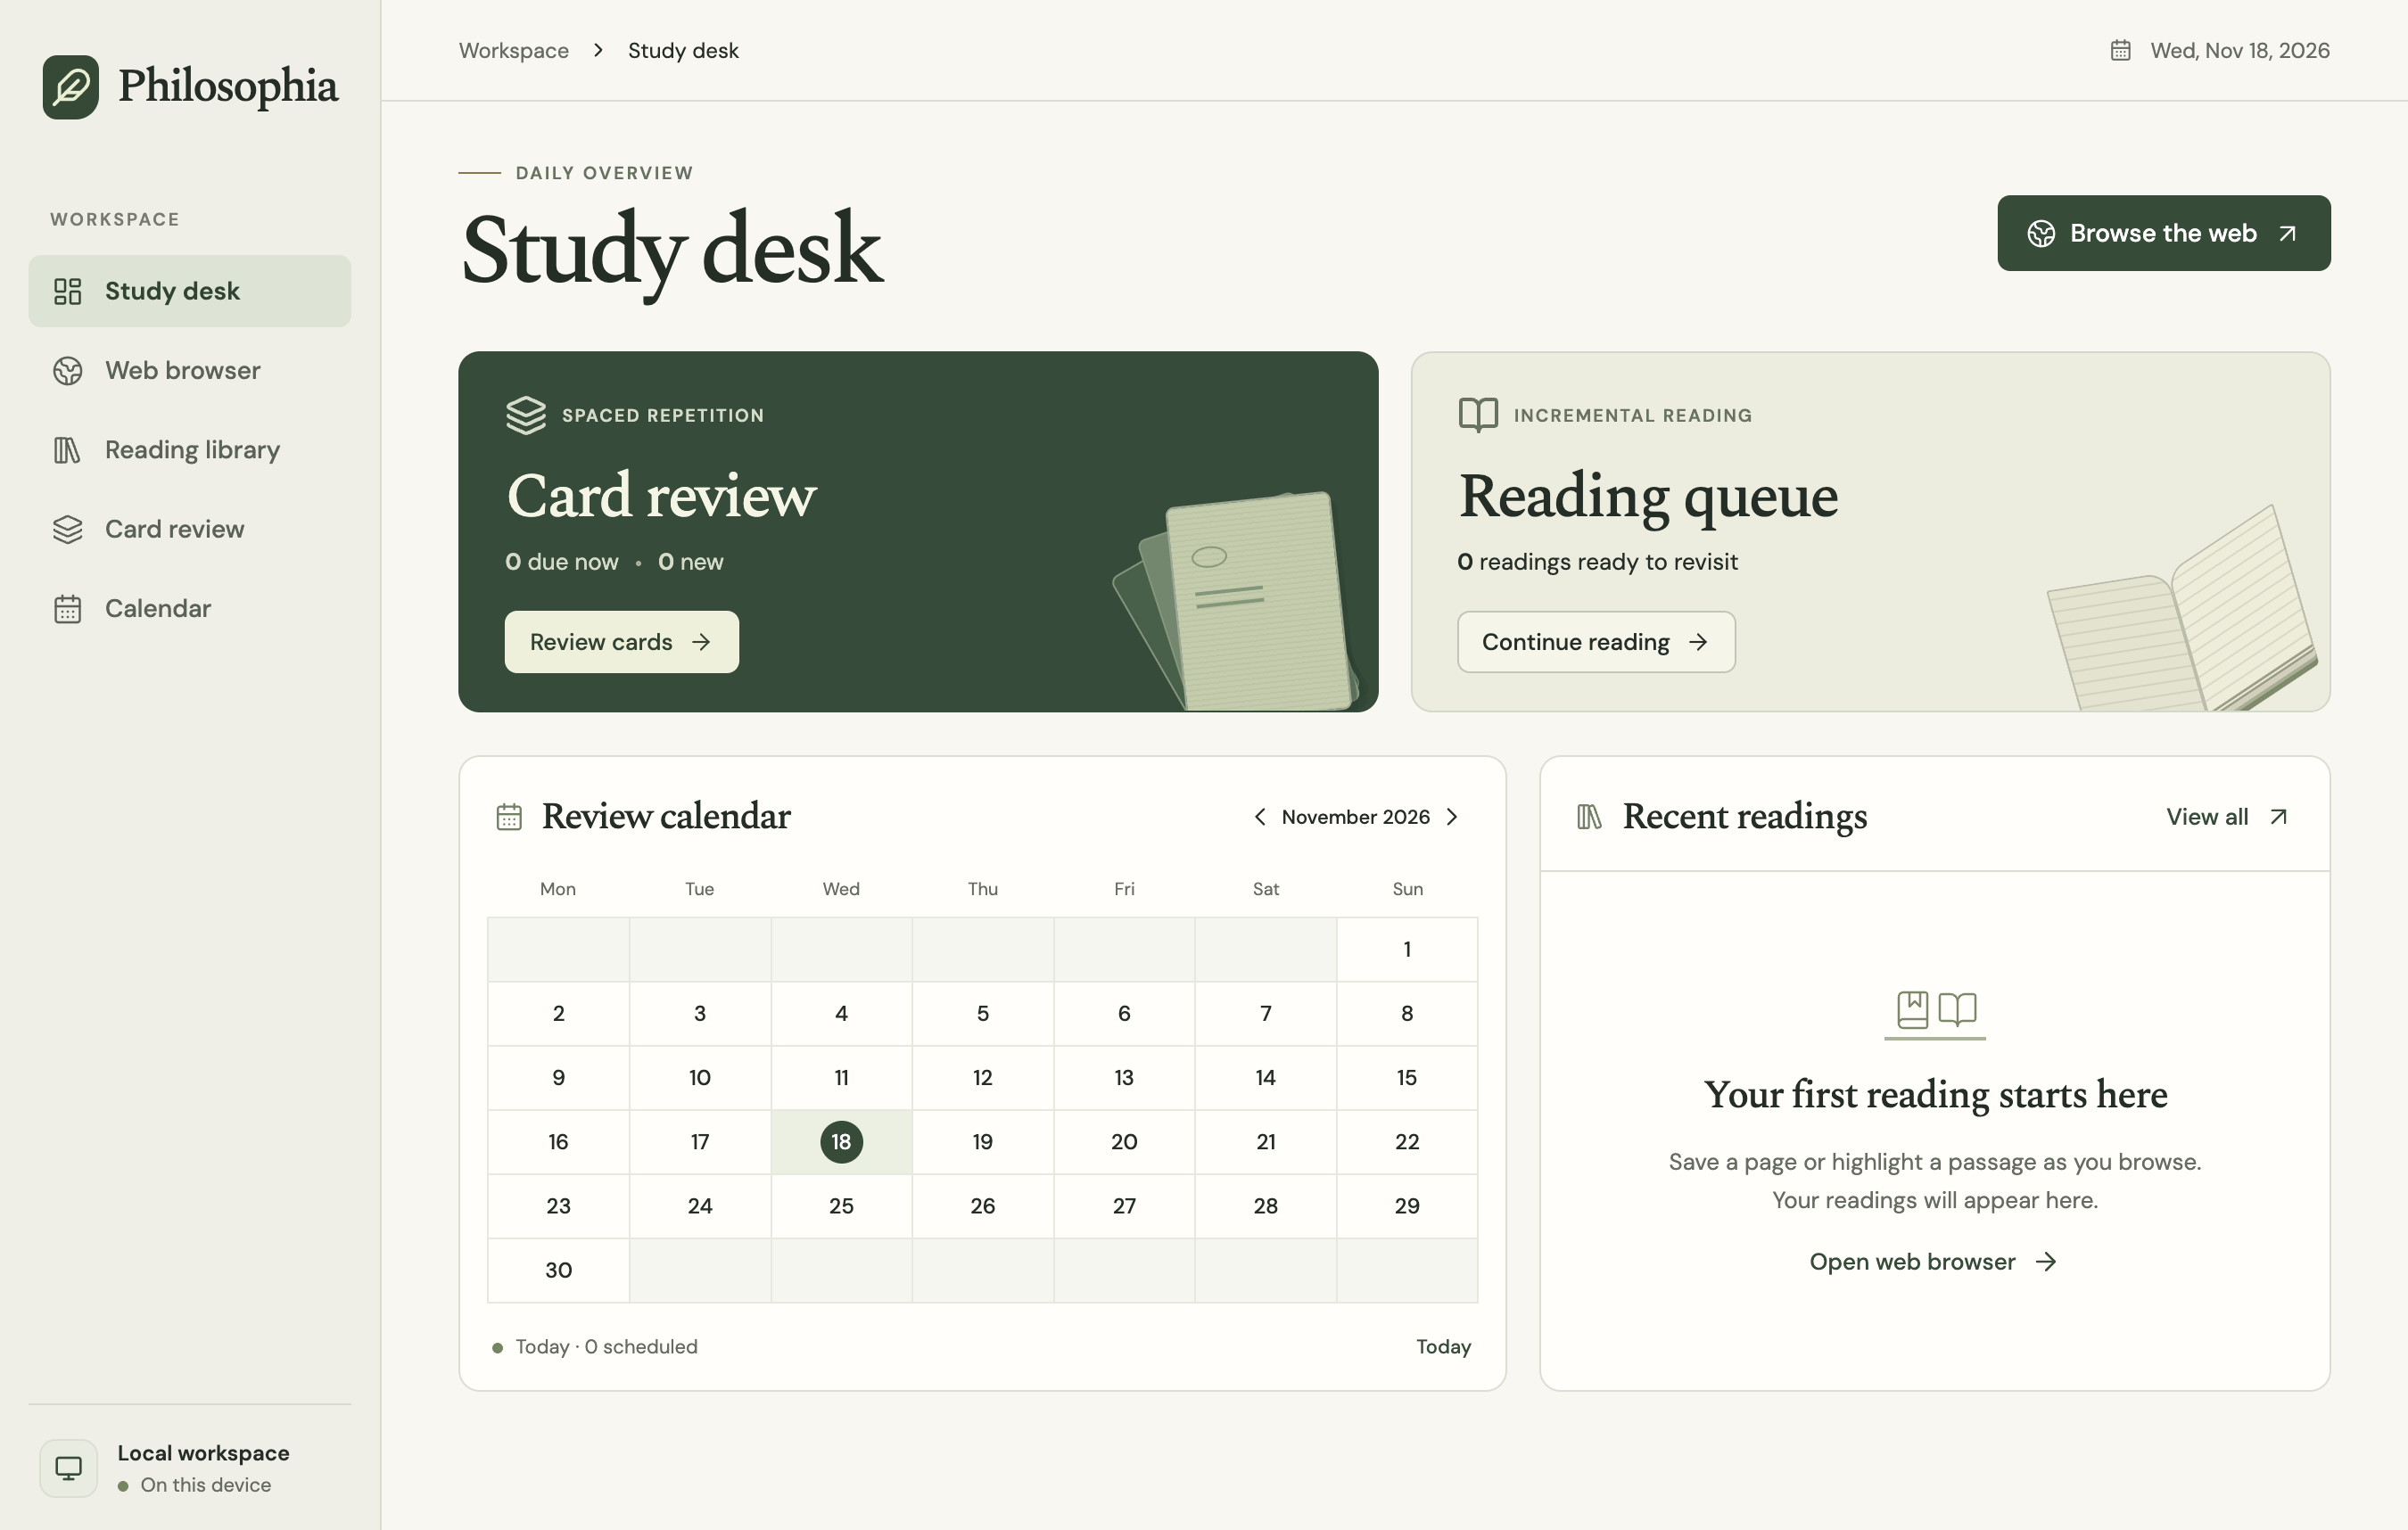 Philosophia
WORKSPACE
Study desk
Web browser
Reading library
Card review
Calendar
Local workspace
On this device
Workspace > Study desk
Wed, Nov 18, 2026
DAILY OVERVIEW
Study desk
Browse the web
SPACED REPETITION
Card review
0 due now • 0 new
Review cards
INCREMENTAL READING
Reading queue
0 readings ready to revisit
Continue reading
Review calendar
November 2026
Mon Tue Wed Thu Fri Sat Sun
1
2 3 4 5 6 7 8
9 10 11 12 13 14 15
16 17 18 19 20 21 22
23 24 25 26 27 28 29
30
Today · 0 scheduled
Today
Recent readings
View all
Your first reading starts here
Save a page or highlight a passage as you browse.
Your readings will appear here.
Open web browser